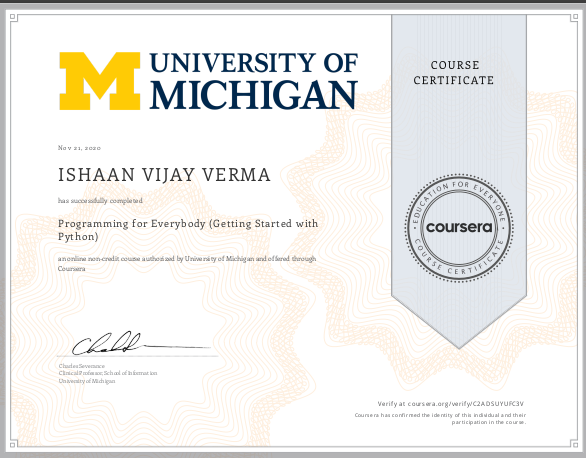 UNIVERSITY OF
MICHIGAN
COURSE
CERTIFICATE
Nov 21, 2020
ISHAAN VIJAY VERMA
has successfully completed
Programming for Everybody (Getting Started with
Python)
an online non-credit course authorized by University of Michigan and offered through
Coursera
EDUCATION FOR EVERYONE
coursera
COURSE CERTIFICATE
Charles Severance
Clinical Professor, School of Information
University of Michigan
Verify at coursera.org/verify/C2ADSUYUFC3V
Coursera has confirmed the identity of this individual and their
participation in the course.